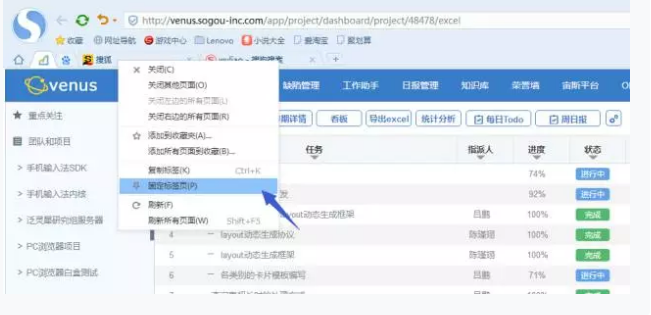 http://venus.sogou-inc.com/app/project/dashboard/project/48478/excel
收藏 网址导航 游戏中心 Lenovo 小说大全 爱淘宝 聚划算
搜狐
venus 缺陷管理 工作助手 日报管理 知识库 荣誉墙
关闭(C)
关闭其他页面(O)
关闭左边的所有页面(L)
关闭右边的所有页面(R)
添加到收藏夹(A)...
添加所有页面到收藏(B)...
复制标签(K) Ctrl+K
固定标签页(P)
刷新(F)
刷新所有页面(W) Shift+F5
重点关注
团队和项目
> 手机输入法SDK
> 手机输入法内核
> 泛灵犀研究组服务器
> PC浏览器项目
> PC浏览器白盒测试
期详情 看板 导出excel 统计分析 每日Todo 周日报
任务 指派人 进度 状态
74% 进行中
发 92% 进行中
layout动态生成框架 吕鹏 100% 完成
4 一 layout动态生成协议 100% 完成
5 一 layout动态生成框架 吕鹏 100% 完成
6 一 各类别的卡片模板编写 吕鹏 71% 进行中